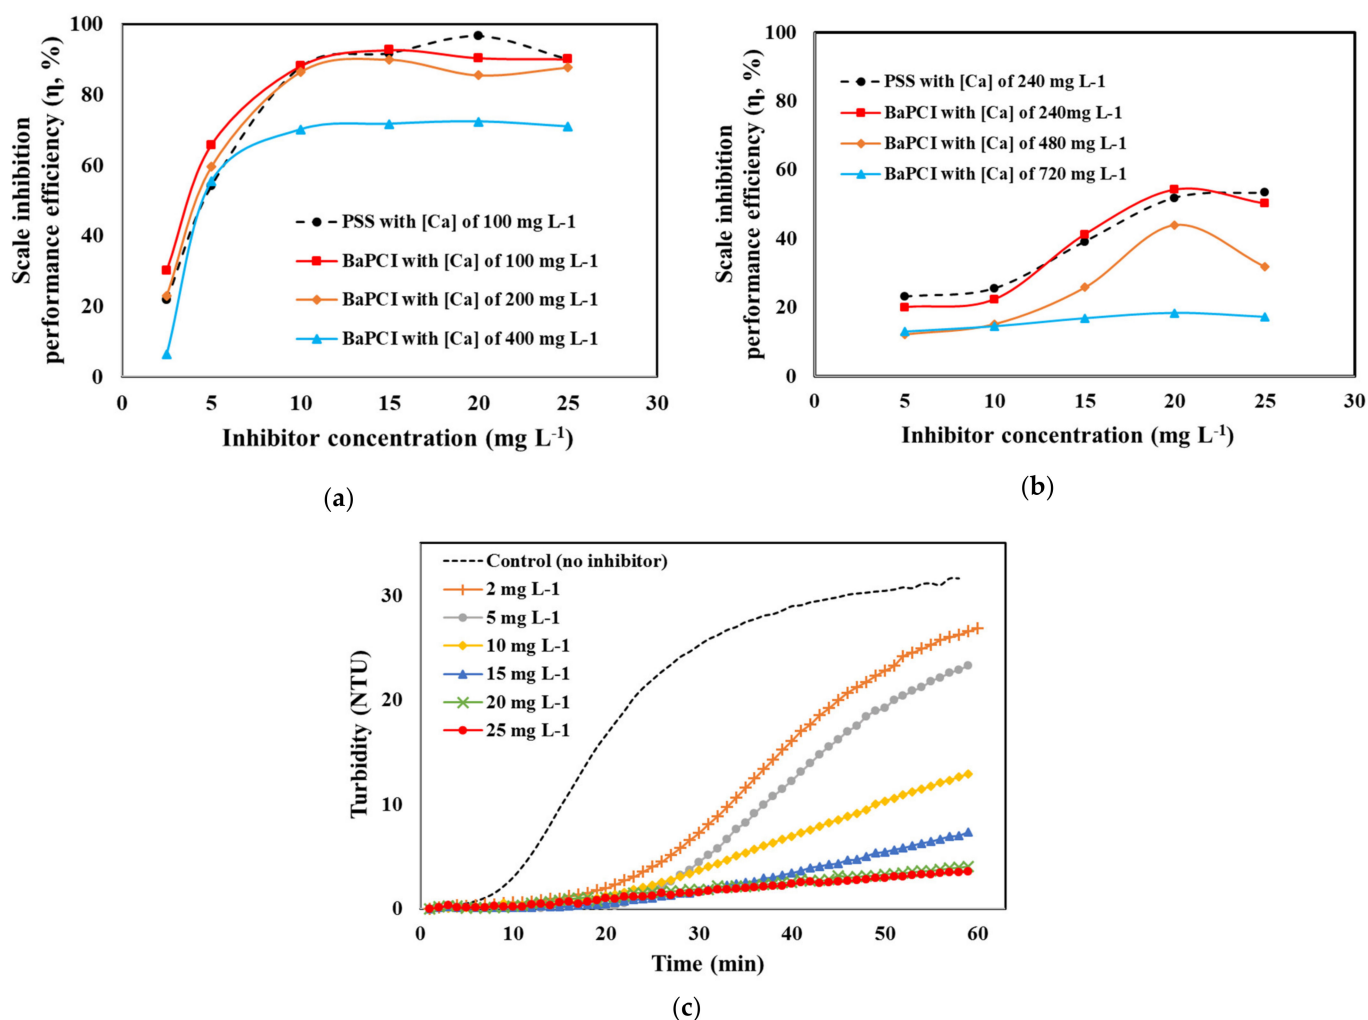 Scale inhibition
performance efficiency (η, %)
100
80
60
40
20
0
PSS with [Ca] of 100 mg L-1
BaPCI with [Ca] of 100 mg L-1
BaPCI with [Ca] of 200 mg L-1
BaPCI with [Ca] of 400 mg L-1
0 5 10 15 20 25 30
Inhibitor concentration (mg L⁻¹)
(a)
Scale inhibition
performance efficiency (η, %)
100
80
60
40
20
0
PSS with [Ca] of 240 mg L-1
BaPCI with [Ca] of 240mg L-1
BaPCI with [Ca] of 480 mg L-1
BaPCI with [Ca] of 720 mg L-1
0 5 10 15 20 25 30
Inhibitor concentration (mg L⁻¹)
(b)
Turbidity (NTU)
30
20
10
0
Control (no inhibitor)
2 mg L-1
5 mg L-1
10 mg L-1
15 mg L-1
20 mg L-1
25 mg L-1
0 10 20 30 40 50 60
Time (min)
(c)